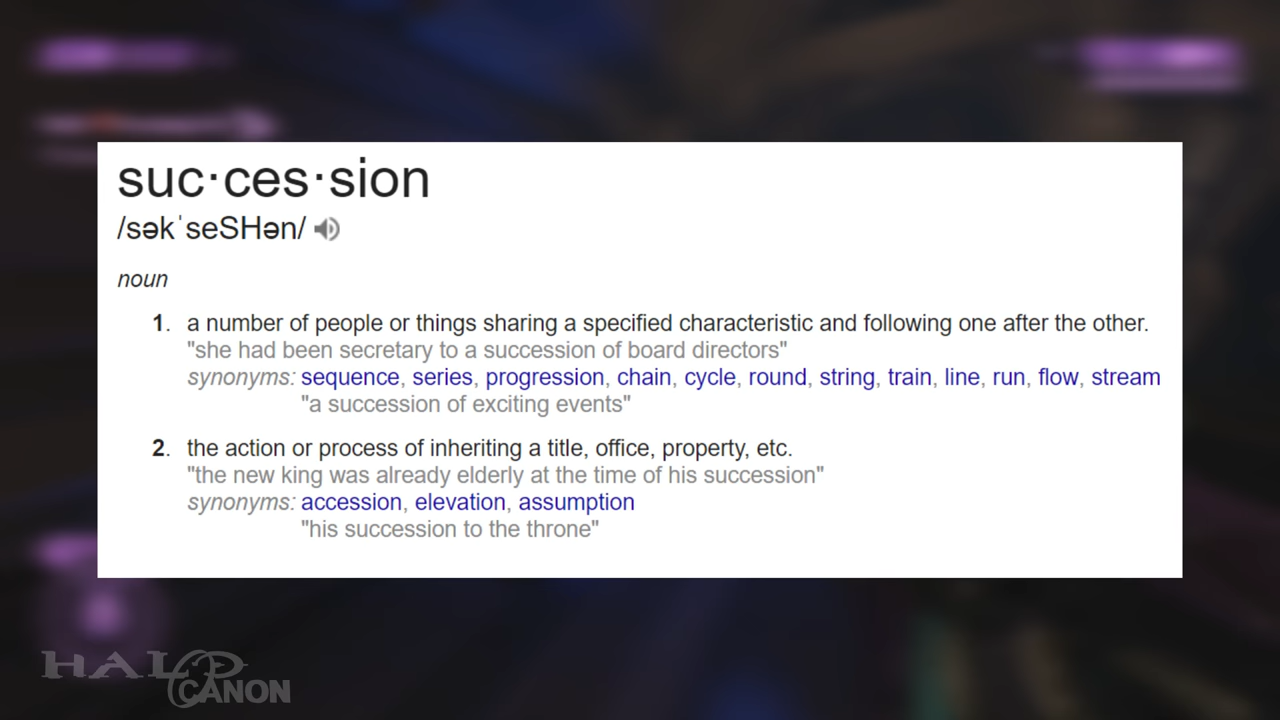 suc·ces·sion
/səkˈseSHən/
noun
1. a number of people or things sharing a specified characteristic and following one after the other.
"she had been secretary to a succession of board directors"
synonyms: sequence, series, progression, chain, cycle, round, string, train, line, run, flow, stream
"a succession of exciting events"
2. the action or process of inheriting a title, office, property, etc.
"the new king was already elderly at the time of his succession"
synonyms: accession, elevation, assumption
"his succession to the throne"
HALO
CANON